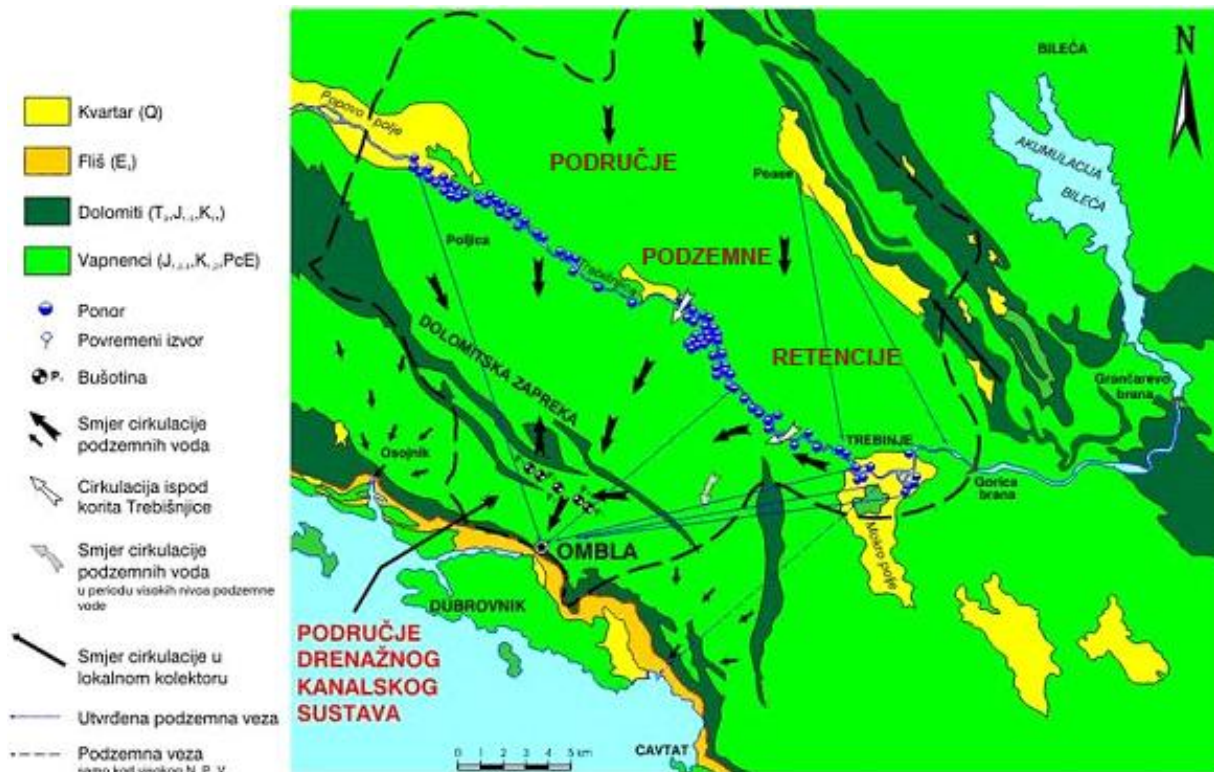 Kvartar (Q)
Fliš (E,)
Dolomiti (T,,J,,,K,,)
Vapnenci (J,,,,K,,,PcE)
Ponor
Povremeni izvor
P. Bušotina
Smjer cirkulacije
podzemnih voda
Cirkulacija ispod
korita Trebišnjice
Smjer cirkulacije
podzemnih voda
u periodu visokih nivoa podzemne
vode
Smjer cirkulacije u
lokalnom kolektoru
Utvrđena podzemna veza
Podzemna veza
N
BILEĆA
AKUMULACIJA
BILEĆA
Popovo polje
PODRUČJE
Poljica
PODZEMNE
RETENCIJE
DOLOMITSKA ZAPREKA
Grančarevo
brana
TREBINJE
Gorica
brana
Mokro polje
Osojnik
OMBLA
DUBROVNIK
PODRUČJE
DRENAŽNOG
KANALSKOG
SUSTAVA
CAVTAT
0 1 2 3 4 5 km